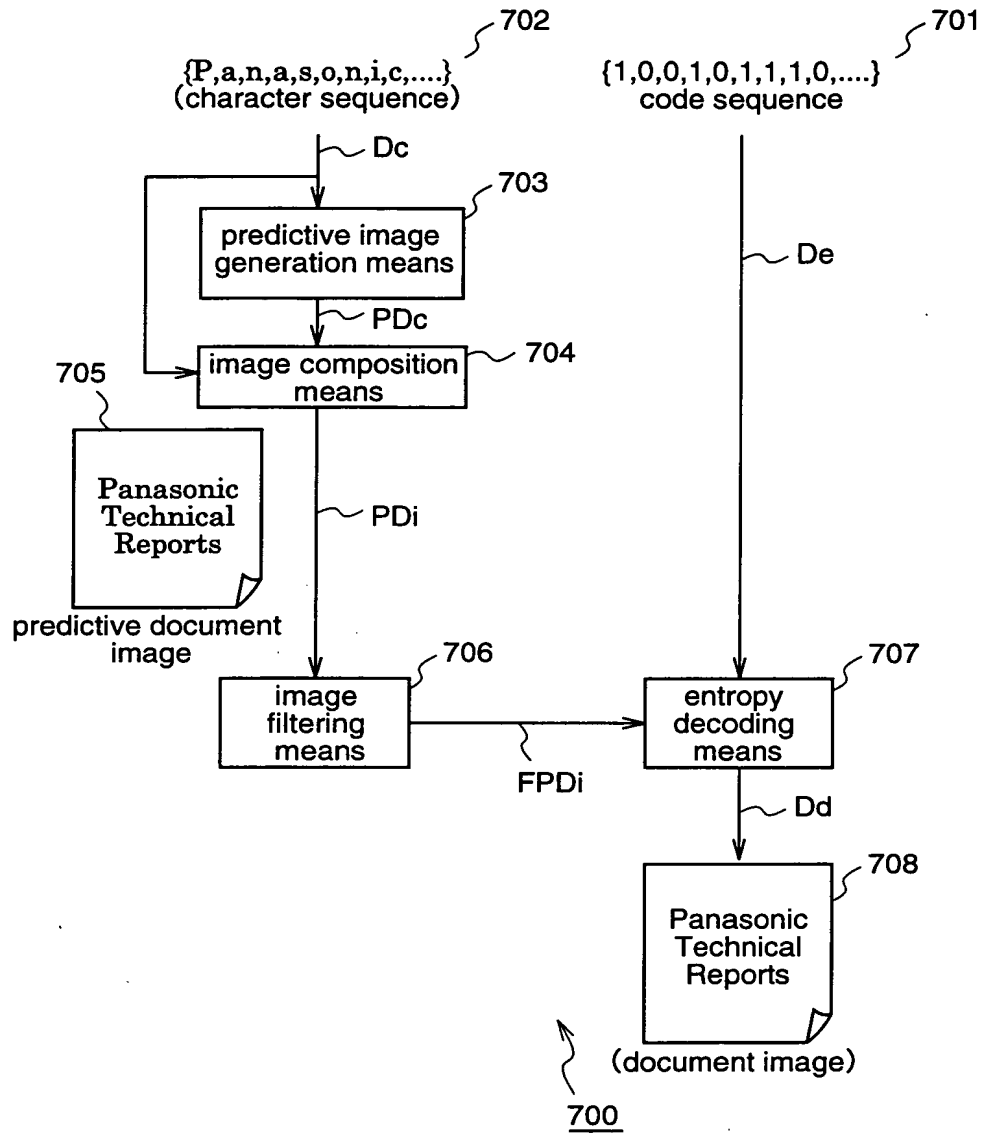 702
701
{P,a,n,a,s,o,n,i,c,....}
(character sequence)
{1,0,0,1,0,1,1,1,0,....}
code sequence
Dc
703
predictive image
generation means
De
PDc
704
image composition
means
705
Panasonic
Technical
Reports
PDi
predictive document
image
706
image
filtering
means
707
entropy
decoding
means
FPDi
Dd
708
Panasonic
Technical
Reports
(document image)
700